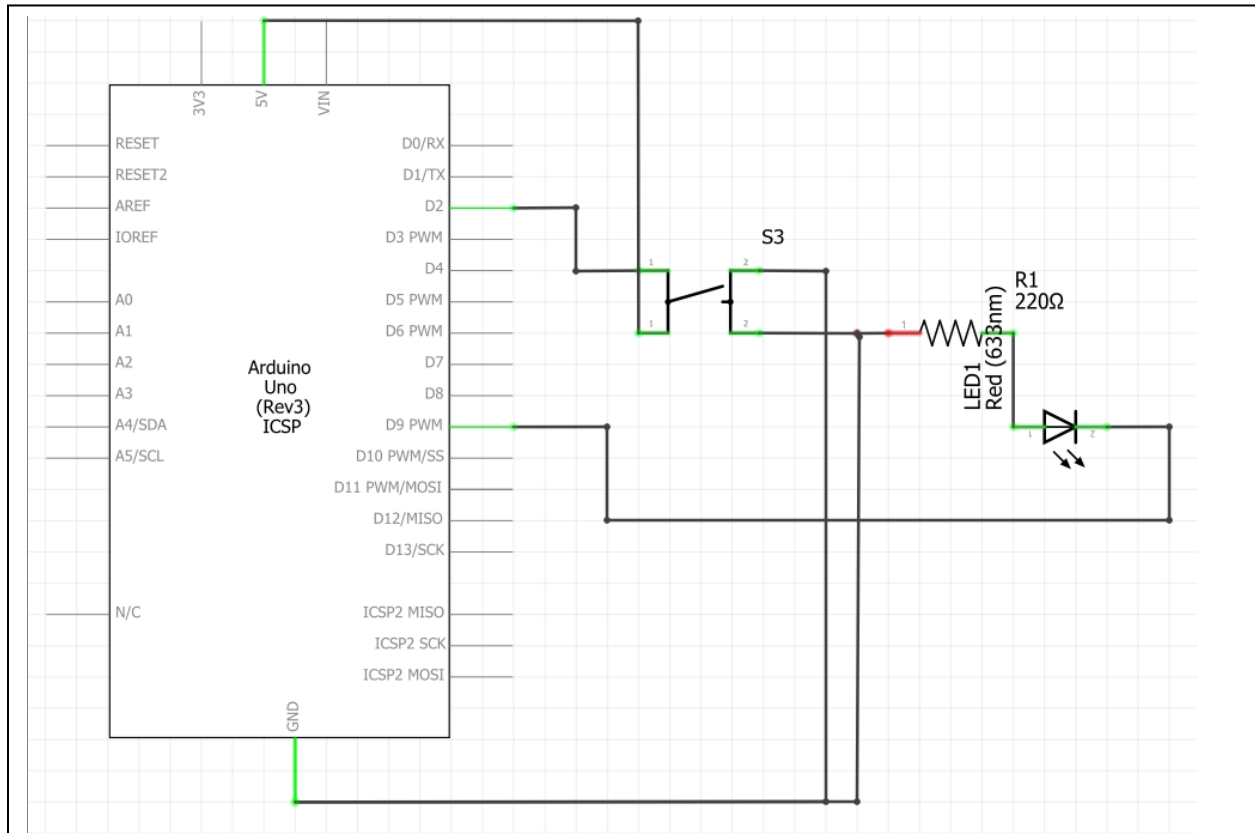 3V3
5V
VIN
RESET
RESET2
AREF
IOREF
A0
A1
A2
A3
A4/SDA
A5/SCL
N/C
Arduino
Uno
(Rev3)
ICSP
D0/RX
D1/TX
D2
D3 PWM
D4
D5 PWM
D6 PWM
D7
D8
D9 PWM
D10 PWM/SS
D11 PWM/MOSI
D12/MISO
D13/SCK
ICSP2 MISO
ICSP2 SCK
ICSP2 MOSI
GND
S3
1
2
1
2
R1
220Ω
1
LED1
Red (633nm)
1
2